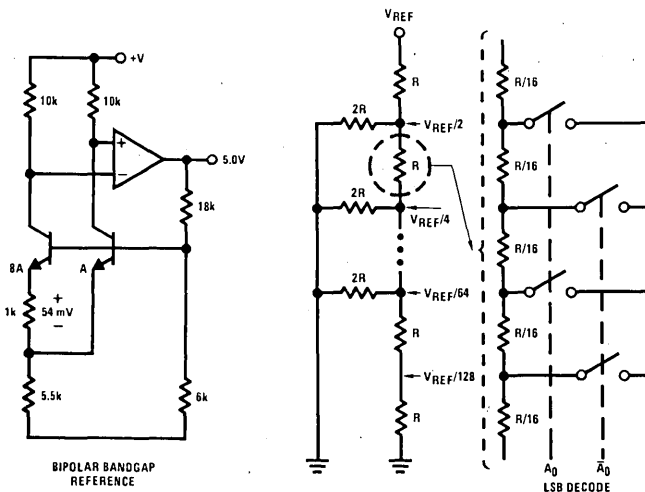 +V
10k
10k
+
−
5.0V
18k
8A
A
1k
+
54 mV
−
5.5k
6k
BIPOLAR BANDGAP
REFERENCE
VREF
R
2R
VREF/2
R
2R
VREF/4
2R
VREF/64
R
VREF/128
R
R/16
R/16
R/16
R/16
R/16
A0
A̅0
LSB DECODE